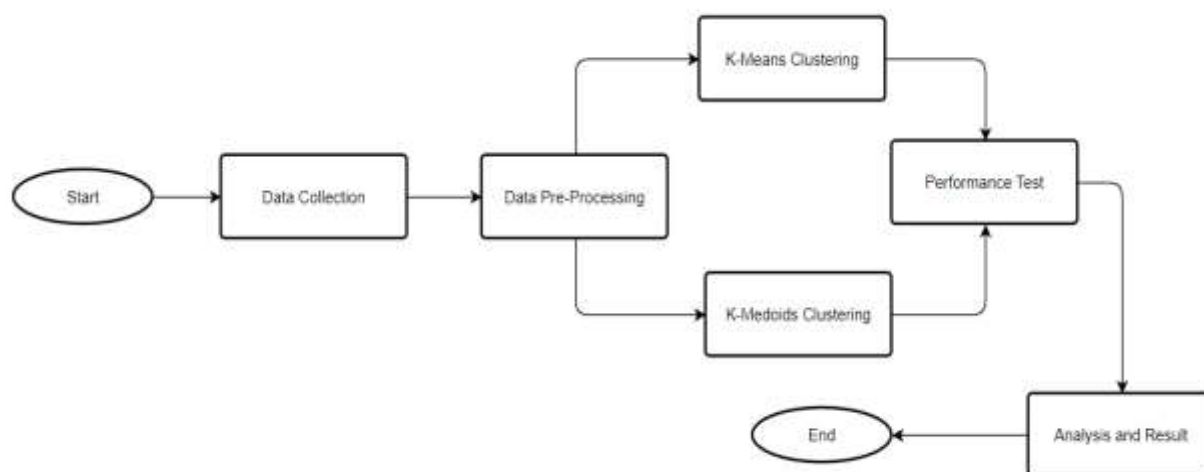 Start
Data Collection
Data Pre-Processing
K-Means Clustering
K-Medoids Clustering
Performance Test
Analysis and Result
End